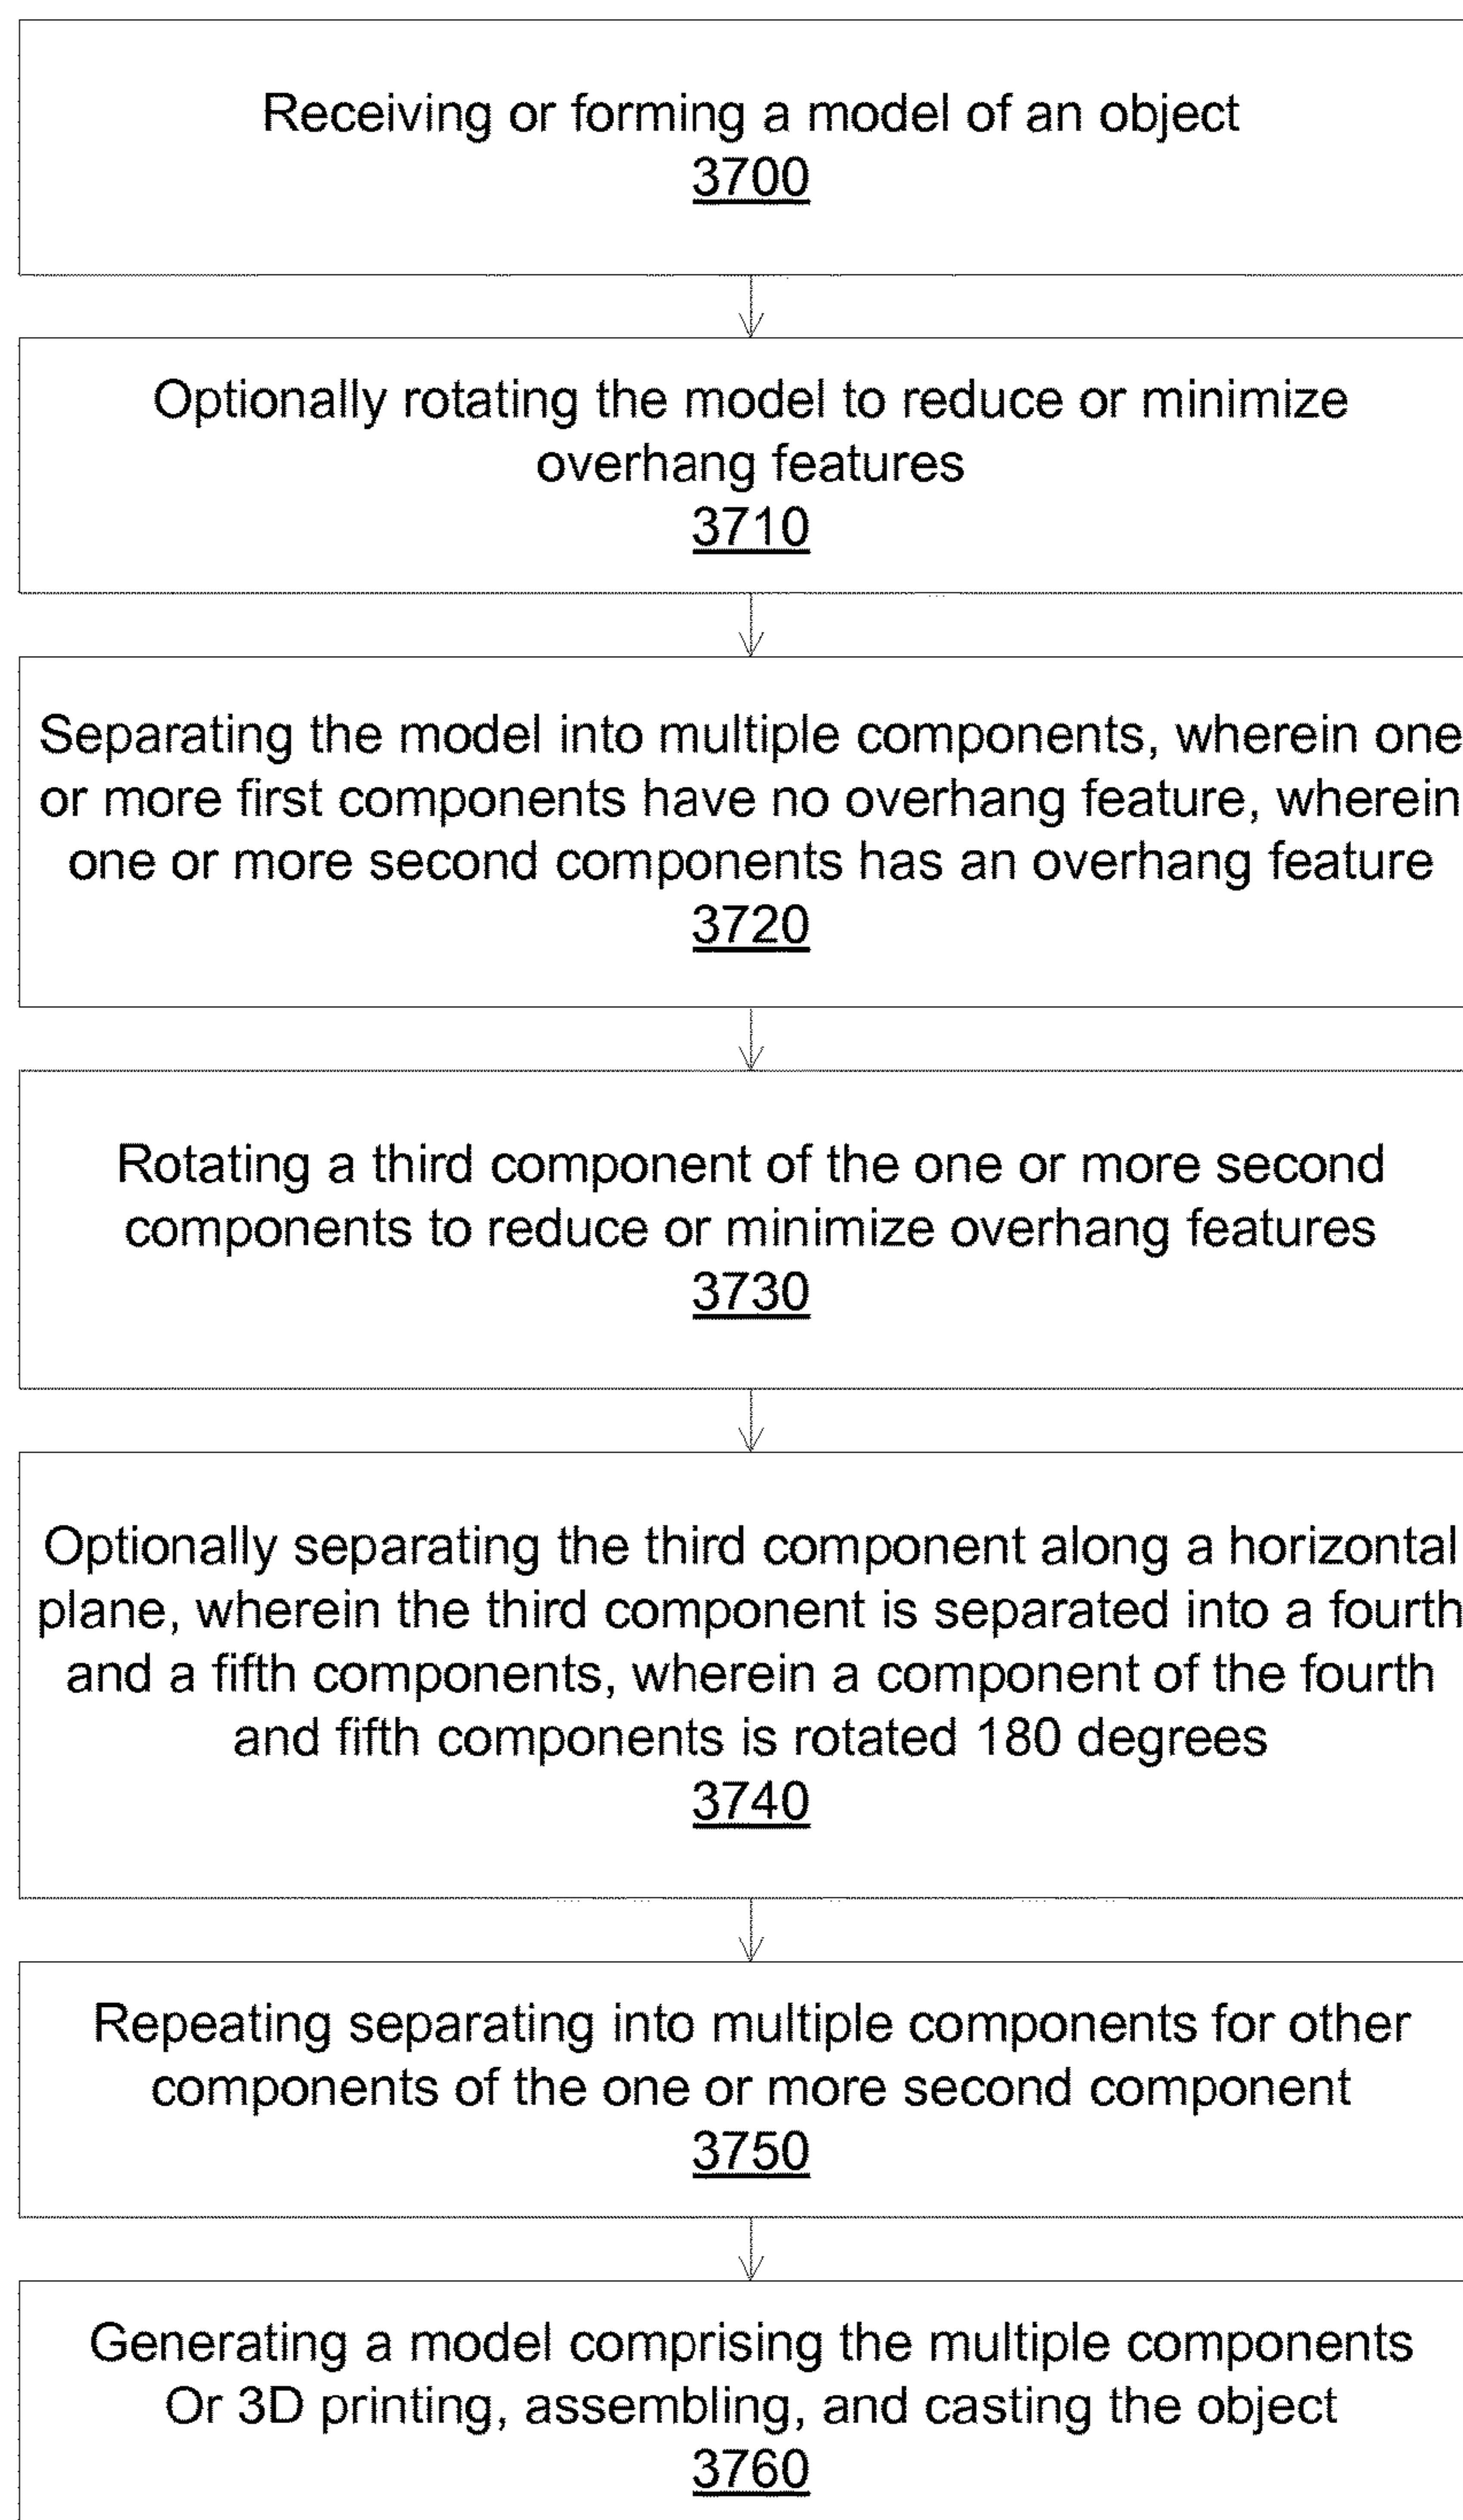 Receiving or forming a model of an object
3700
Optionally rotating the model to reduce or minimize
overhang features
3710
Separating the model into multiple components, wherein one
or more first components have no overhang feature, wherein
one or more second components has an overhang feature
3720
Rotating a third component of the one or more second
components to reduce or minimize overhang features
3730
Optionally separating the third component along a horizontal
plane, wherein the third component is separated into a fourth
and a fifth components, wherein a component of the fourth
and fifth components is rotated 180 degrees
3740
Repeating separating into multiple components for other
components of the one or more second component
3750
Generating a model comprising the multiple components
Or 3D printing, assembling, and casting the object
3760